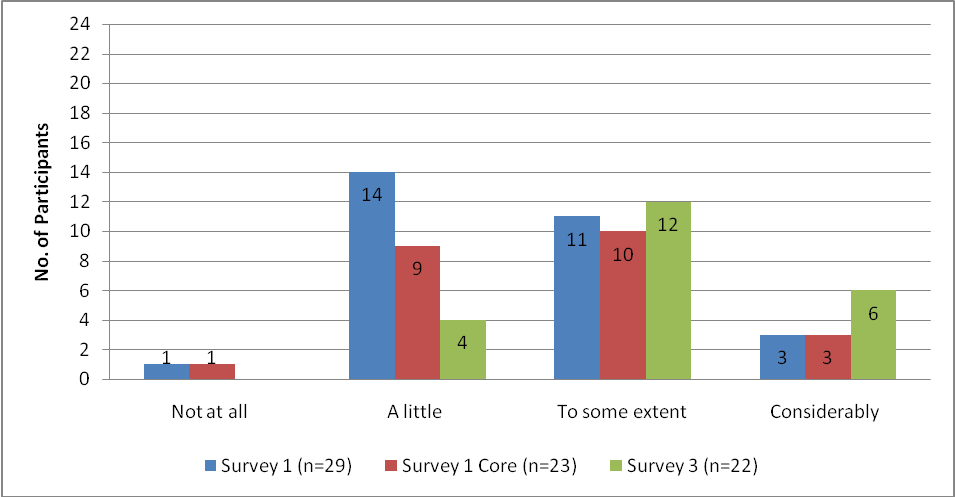 24
22
20
18
16
14
12
10
8
6
4
2
0
No. of Participants
1 1
14 9 4
11 10 12
3 3 6
Not at all A little To some extent Considerably
Survey 1 (n=29) Survey 1 Core (n=23) Survey 3 (n=22)